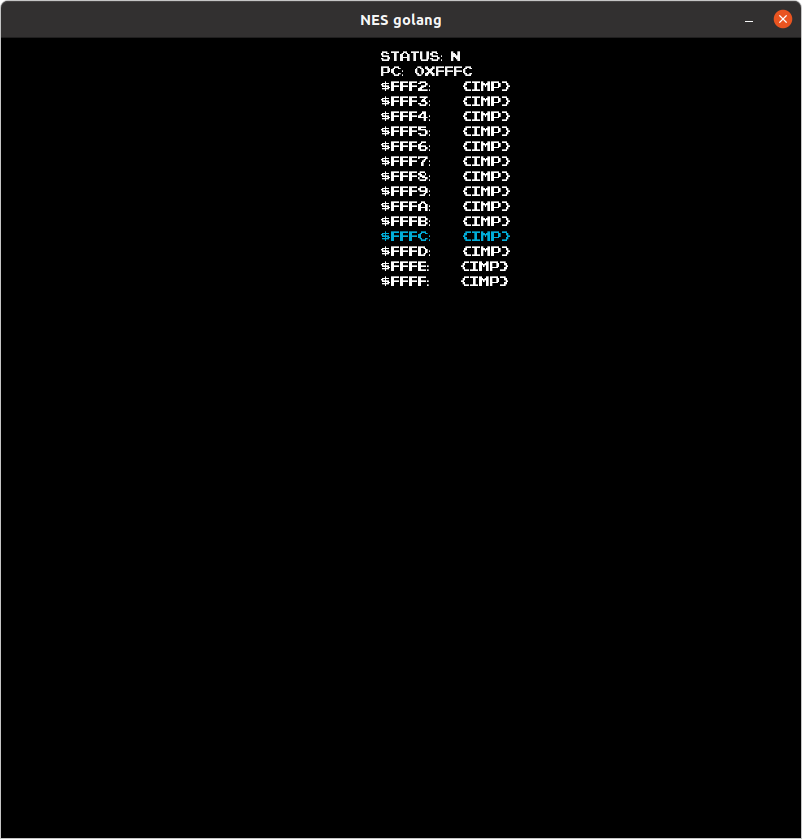 NES golang
STATUS: N
PC: 0XFFFC
$FFF2: {IMP}
$FFF3: {IMP}
$FFF4: {IMP}
$FFF5: {IMP}
$FFF6: {IMP}
$FFF7: {IMP}
$FFF8: {IMP}
$FFF9: {IMP}
$FFFA: {IMP}
$FFFB: {IMP}
$FFFC: {IMP}
$FFFD: {IMP}
$FFFE: {IMP}
$FFFF: {IMP}